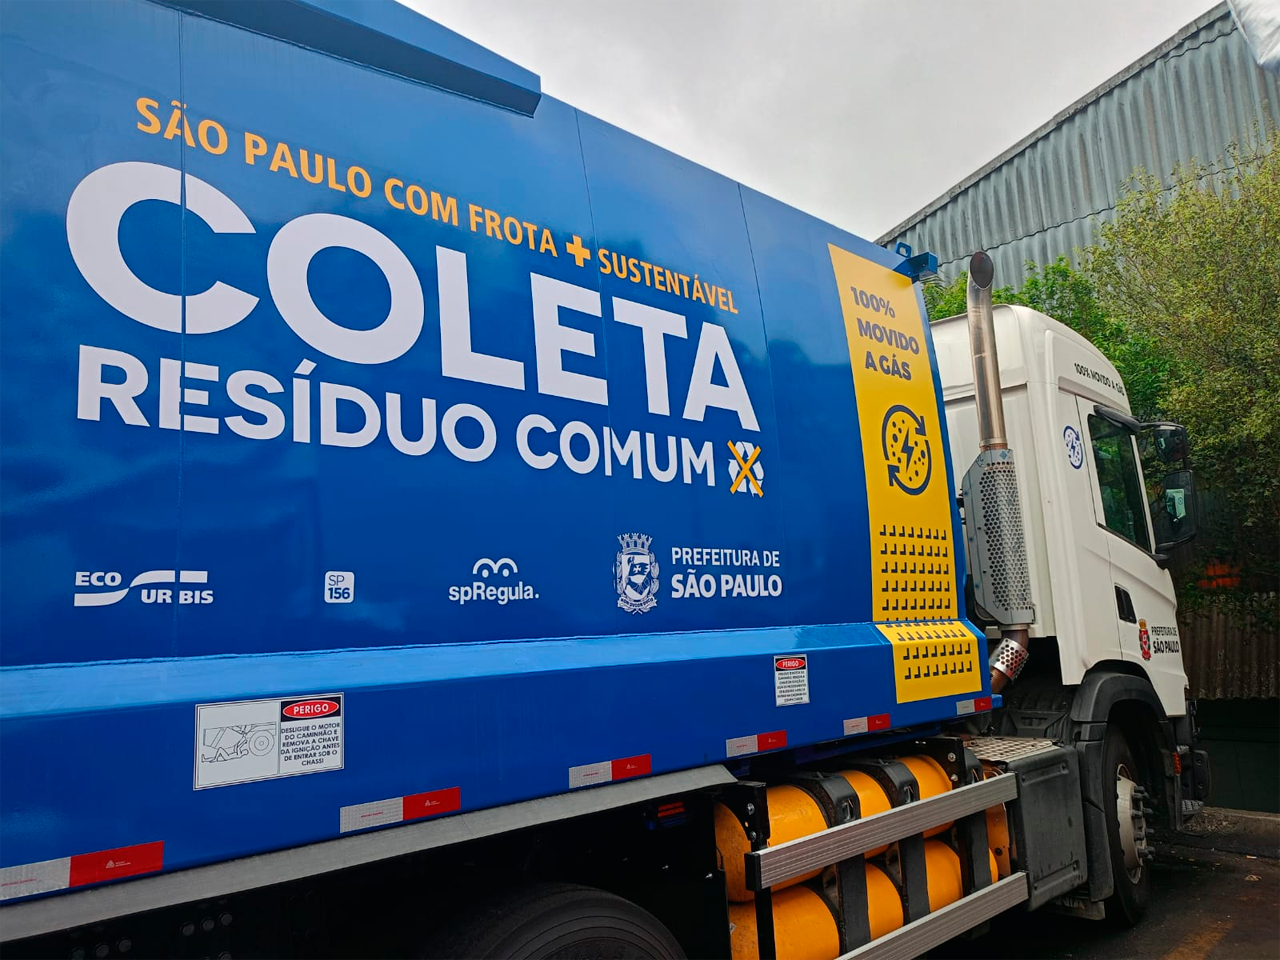 SÃO PAULO COM FROTA + SUSTENTÁVEL
COLETA
RESÍDUO COMUM
100%
MOVIDO
A GÁS
100% MOVIDO A GÁS
ECO
URBIS
SP
156
spRegula.
PREFEITURA DE
SÃO PAULO
PREFEITURA DE
SÃO PAULO
PERIGO
DESLIGUE O MOTOR
DO CAMINHÃO E
REMOVA A CHAVE
DA IGNIÇÃO ANTES
DE ENTRAR SOB O
CHASSI
PERIGO